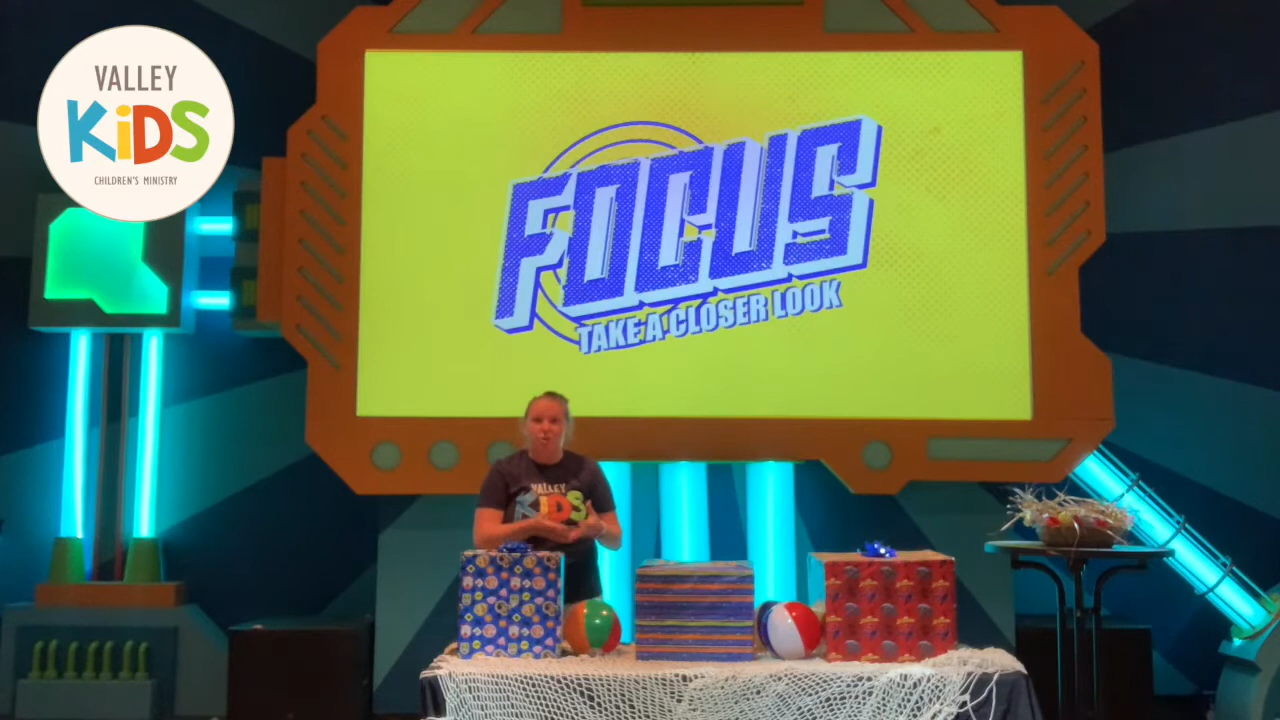 VALLEY
KiDS
CHILDREN'S MINISTRY
FOCUS
TAKE A CLOSER LOOK
VALLEY
KiDS